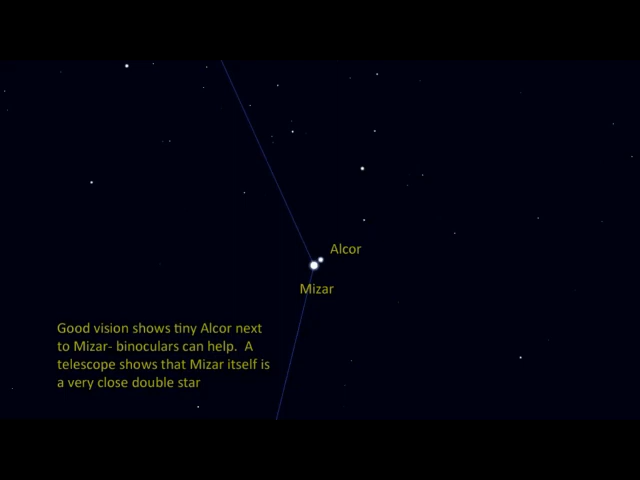 Alcor
Mizar
Good vision shows tiny Alcor next
to Mizar- binoculars can help.  A
telescope shows that Mizar itself is
a very close double star